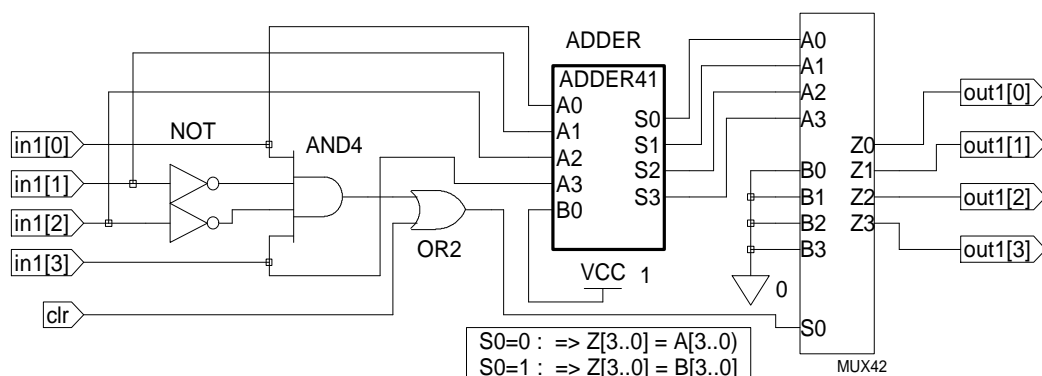 ADDER
ADDER41
A0
A1
A2
A3
B0
S0
S1
S2
S3
NOT
AND4
OR2
in1[0]
in1[1]
in1[2]
in1[3]
clr
VCC 1
A0
A1
A2
A3
B0
B1
B2
B3
S0
Z0
Z1
Z2
Z3
0
MUX42
out1[0]
out1[1]
out1[2]
out1[3]
S0=0 : => Z[3..0] = A[3..0)
S0=1 : => Z[3..0] = B[3..0]